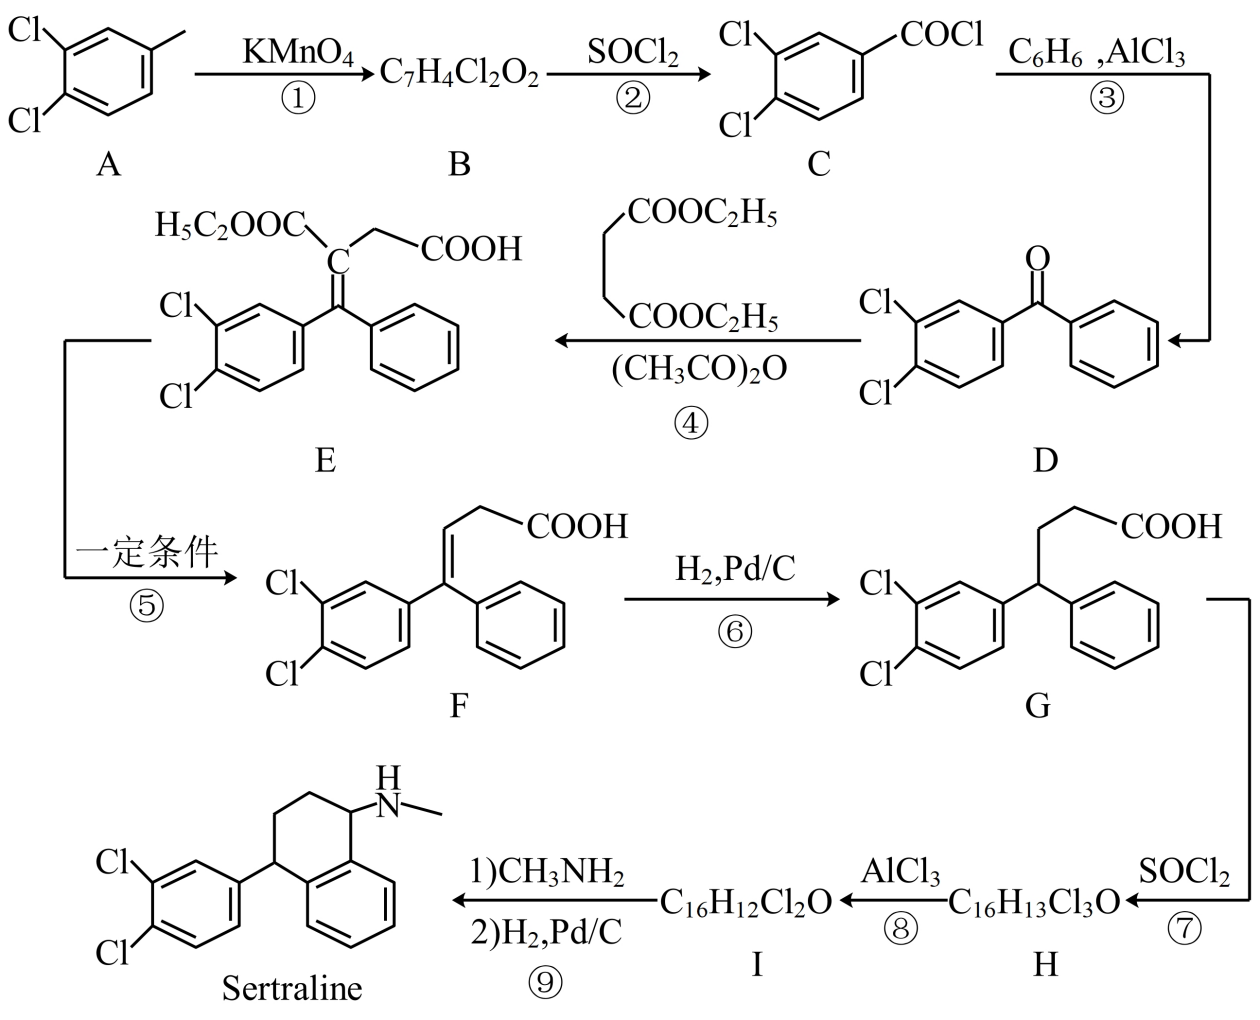 Cl
Cl
A
KMnO₄
①
C₇H₄Cl₂O₂
B
SOCl₂
②
Cl
COCl
Cl
C
C₆H₆ ,AlCl₃
③
O
Cl
Cl
D
COOC₂H₅
COOC₂H₅
(CH₃CO)₂O
④
H₅C₂OOC
COOH
C
Cl
Cl
E
一定条件
⑤
COOH
Cl
Cl
F
H₂,Pd/C
⑥
COOH
Cl
Cl
G
SOCl₂
⑦
C₁₆H₁₃Cl₃O
H
AlCl₃
⑧
C₁₆H₁₂Cl₂O
I
1)CH₃NH₂
2)H₂,Pd/C
⑨
H
N
Cl
Cl
Sertraline